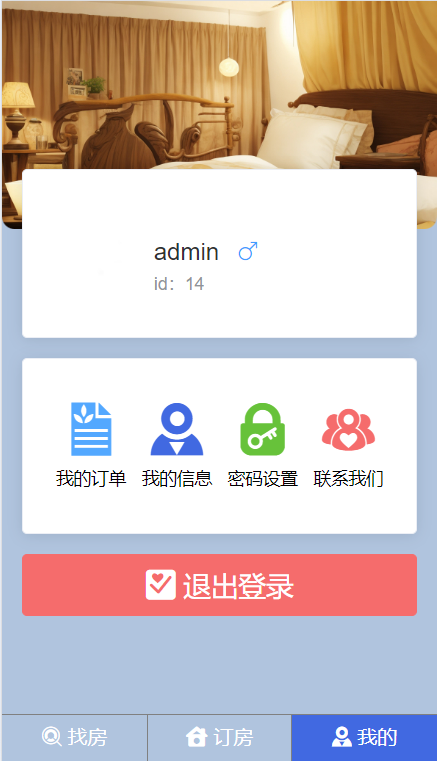 admin
id：14
我的订单 我的信息 密码设置 联系我们
退出登录
找房 订房 我的